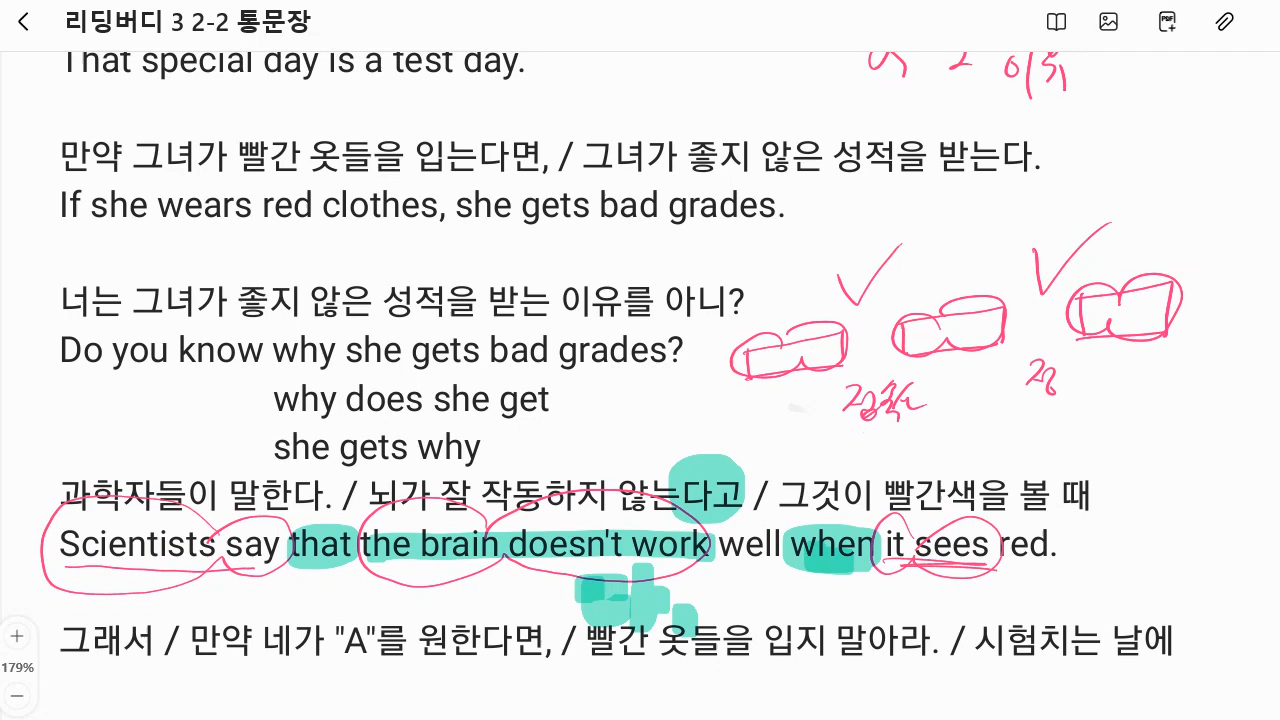 리딩버디 3 2-2 통문장
That special day is a test day.
만약 그녀가 빨간 옷들을 입는다면, / 그녀가 좋지 않은 성적을 받는다.
If she wears red clothes, she gets bad grades.
너는 그녀가 좋지 않은 성적을 받는 이유를 아니?
Do you know why she gets bad grades?
why does she get
she gets why
과학자들이 말한다. / 뇌가 잘 작동하지 않는다고 / 그것이 빨간색을 볼 때
Scientists say that the brain doesn't work well when it sees red.
그래서 / 만약 네가 "A"를 원한다면, / 빨간 옷들을 입지 말아라. / 시험치는 날에
179%